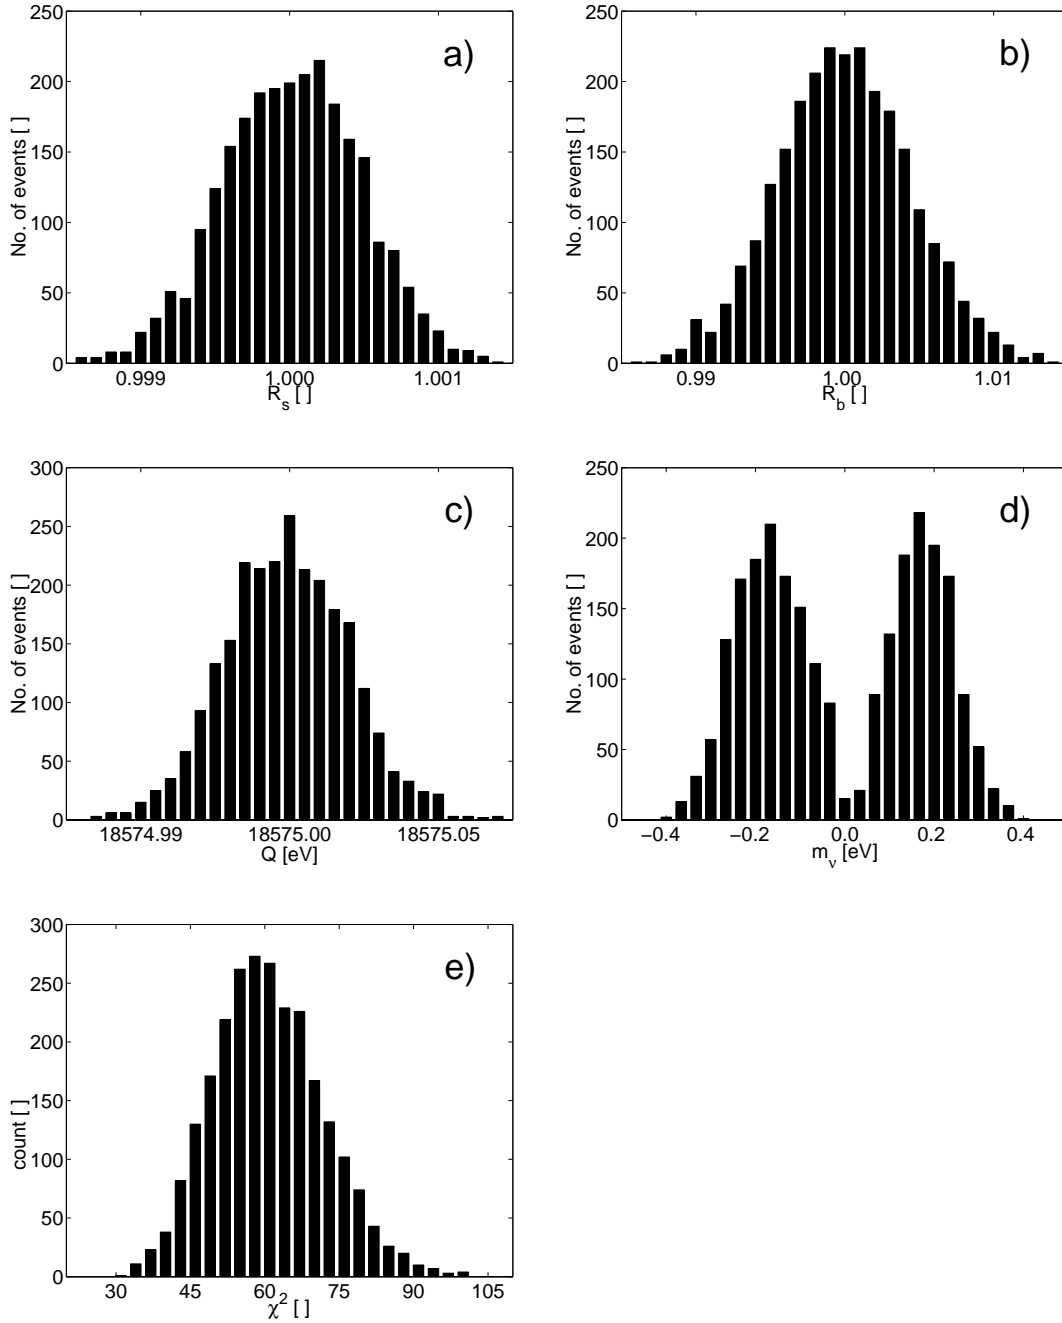 a)
No. of events [ ]
250
200
150
100
50
0
0.999 1.000 1.001
R_s [ ]
b)
No. of events [ ]
250
200
150
100
50
0
0.99 1.00 1.01
R_b [ ]
c)
No. of events [ ]
300
250
200
150
100
50
0
18574.99 18575.00 18575.05
Q [eV]
d)
No. of events [ ]
250
200
150
100
50
0
−0.4 −0.2 0.0 0.2 0.4
m_ν [eV]
e)
count [ ]
300
250
200
150
100
50
0
30 45 60 75 90 105
χ² [ ]